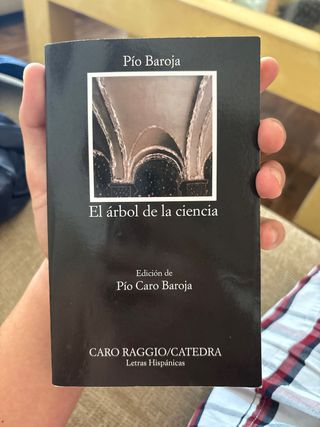 Pío Baroja
El árbol de la ciencia
Edición de
Pío Caro Baroja
CARO RAGGIO/CATEDRA
Letras Hispánicas